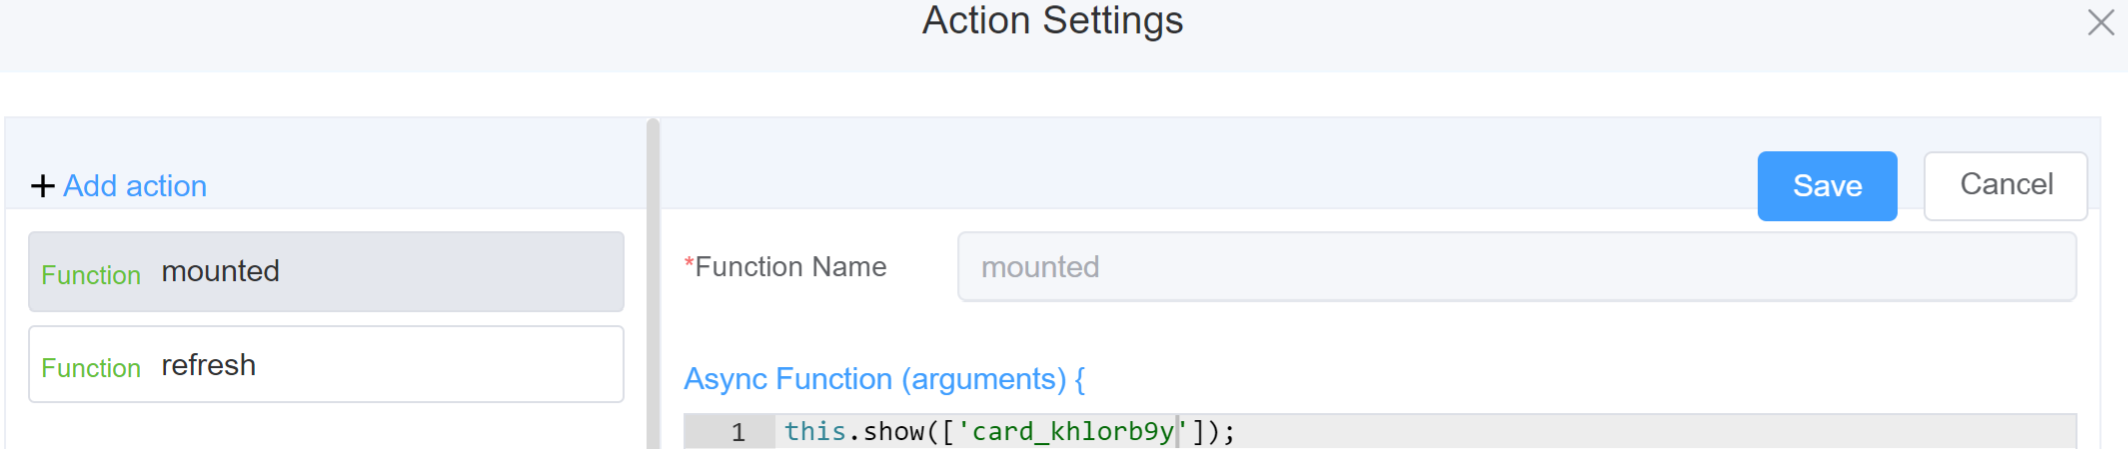 Action Settings
+ Add action
Save
Cancel
Function mounted
Function refresh
*Function Name
mounted
Async Function (arguments) {
1 this.show(['card_khlorb9y']);